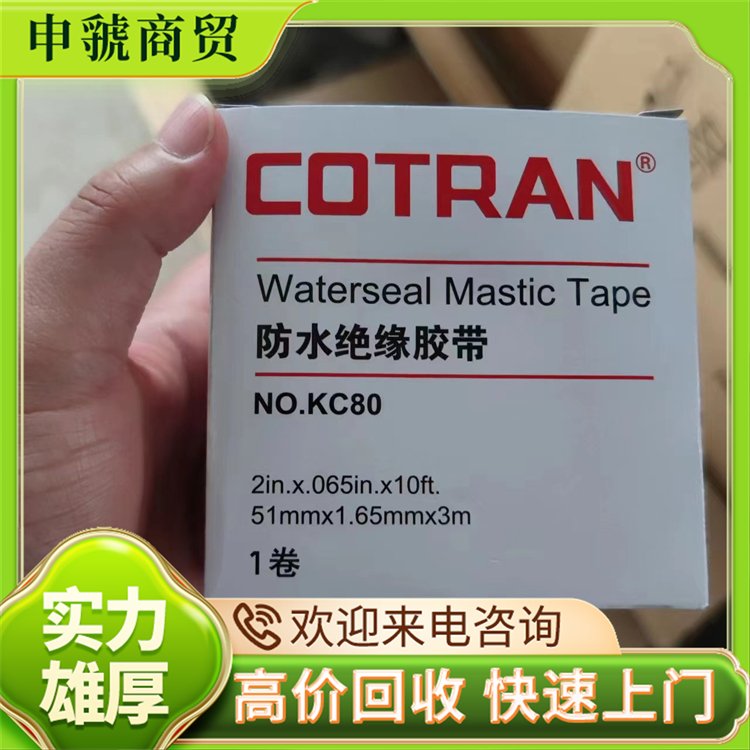 申虢商贸
COTRAN®
Waterseal Mastic Tape
防水绝缘胶带
NO.KC80
2in.x.065in.x10ft.
51mmx1.65mmx3m
1卷
实力
雄厚
欢迎来电咨询
高价回收 快速上门